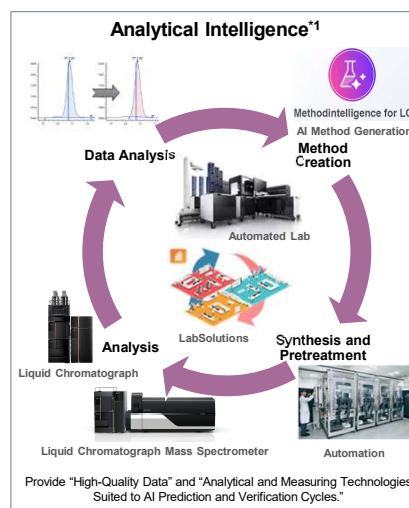 Analytical Intelligence*1
Methodintelligence for LC
AI Method Generation
Method
Creation
Data Analysis
Automated Lab
LabSolutions
Analysis
Synthesis and
Pretreatment
Liquid Chromatograph
Liquid Chromatograph Mass Spectrometer
Automation
Provide “High-Quality Data” and “Analytical and Measuring Technologies
Suited to AI Prediction and Verification Cycles.”